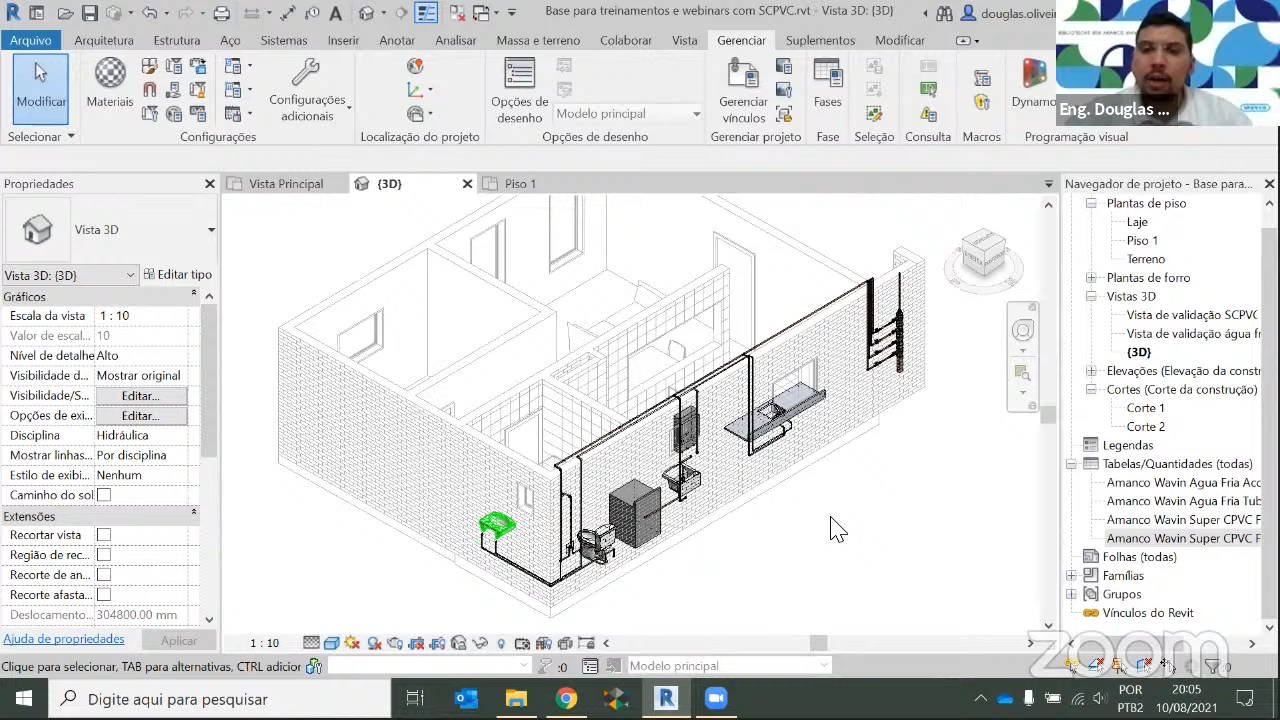 Base para treinamentos e webinars com SCPVC.rvt - Vista 3D: {3D}
douglas.oliveir
Arquivo Arquitetura Estrutura Sistemas Analisar Colabora Vista Gerenciar Modificar
Modificar
Materiais
Configurações adicionais
Opções de desenho
Modelo principal
Gerenciar vínculos
Fases
Dynamo
Eng. Douglas ...
Selecionar
Configurações
Localização do projeto
Opções de desenho
Gerenciar projeto
Fase
Seleção
Consulta
Macros
Programação visual
Propriedades
Vista Principal
{3D}
Piso 1
Navegador de projeto - Base para...
Vista 3D
Vista 3D: {3D}
Editar tipo
Gráficos
Escala da vista 1 : 10
Valor de escal... 10
Nível de detalhe Alto
Visibilidade d... Mostrar original
Visibilidade/S... Editar...
Opções de exi... Editar...
Disciplina Hidráulica
Mostrar linhas... Por disciplina
Estilo de exibi... Nenhum
Caminho do sol
Extensões
Recortar vista
Região de rec...
Recorte de an...
Recorte afasta...
Deslocamento... 304800.00 mm
Ajuda de propriedades
Aplicar
Plantas de piso
Laje
Piso 1
Terreno
Plantas de forro
Vistas 3D
Vista de validação SCPVC
Vista de validação água f
{3D}
Elevações (Elevação da constr
Cortes (Corte da construção)
Corte 1
Corte 2
Legendas
Tabelas/Quantidades (todas
Amanco Wavin Agua Fria Aco
Amanco Wavin Agua Fria Tub
Amanco Wavin Super CPVC F
Amanco Wavin Super CPVC F
Folhas (todas)
Famílias
Grupos
Vínculos do Revit
1 : 10
Clique para selecionar, TAB para alternativas, CTRL adicior
:0
Modelo principal
zoom
Digite aqui para pesquisar
POR
PTB2
20:05
10/08/2021